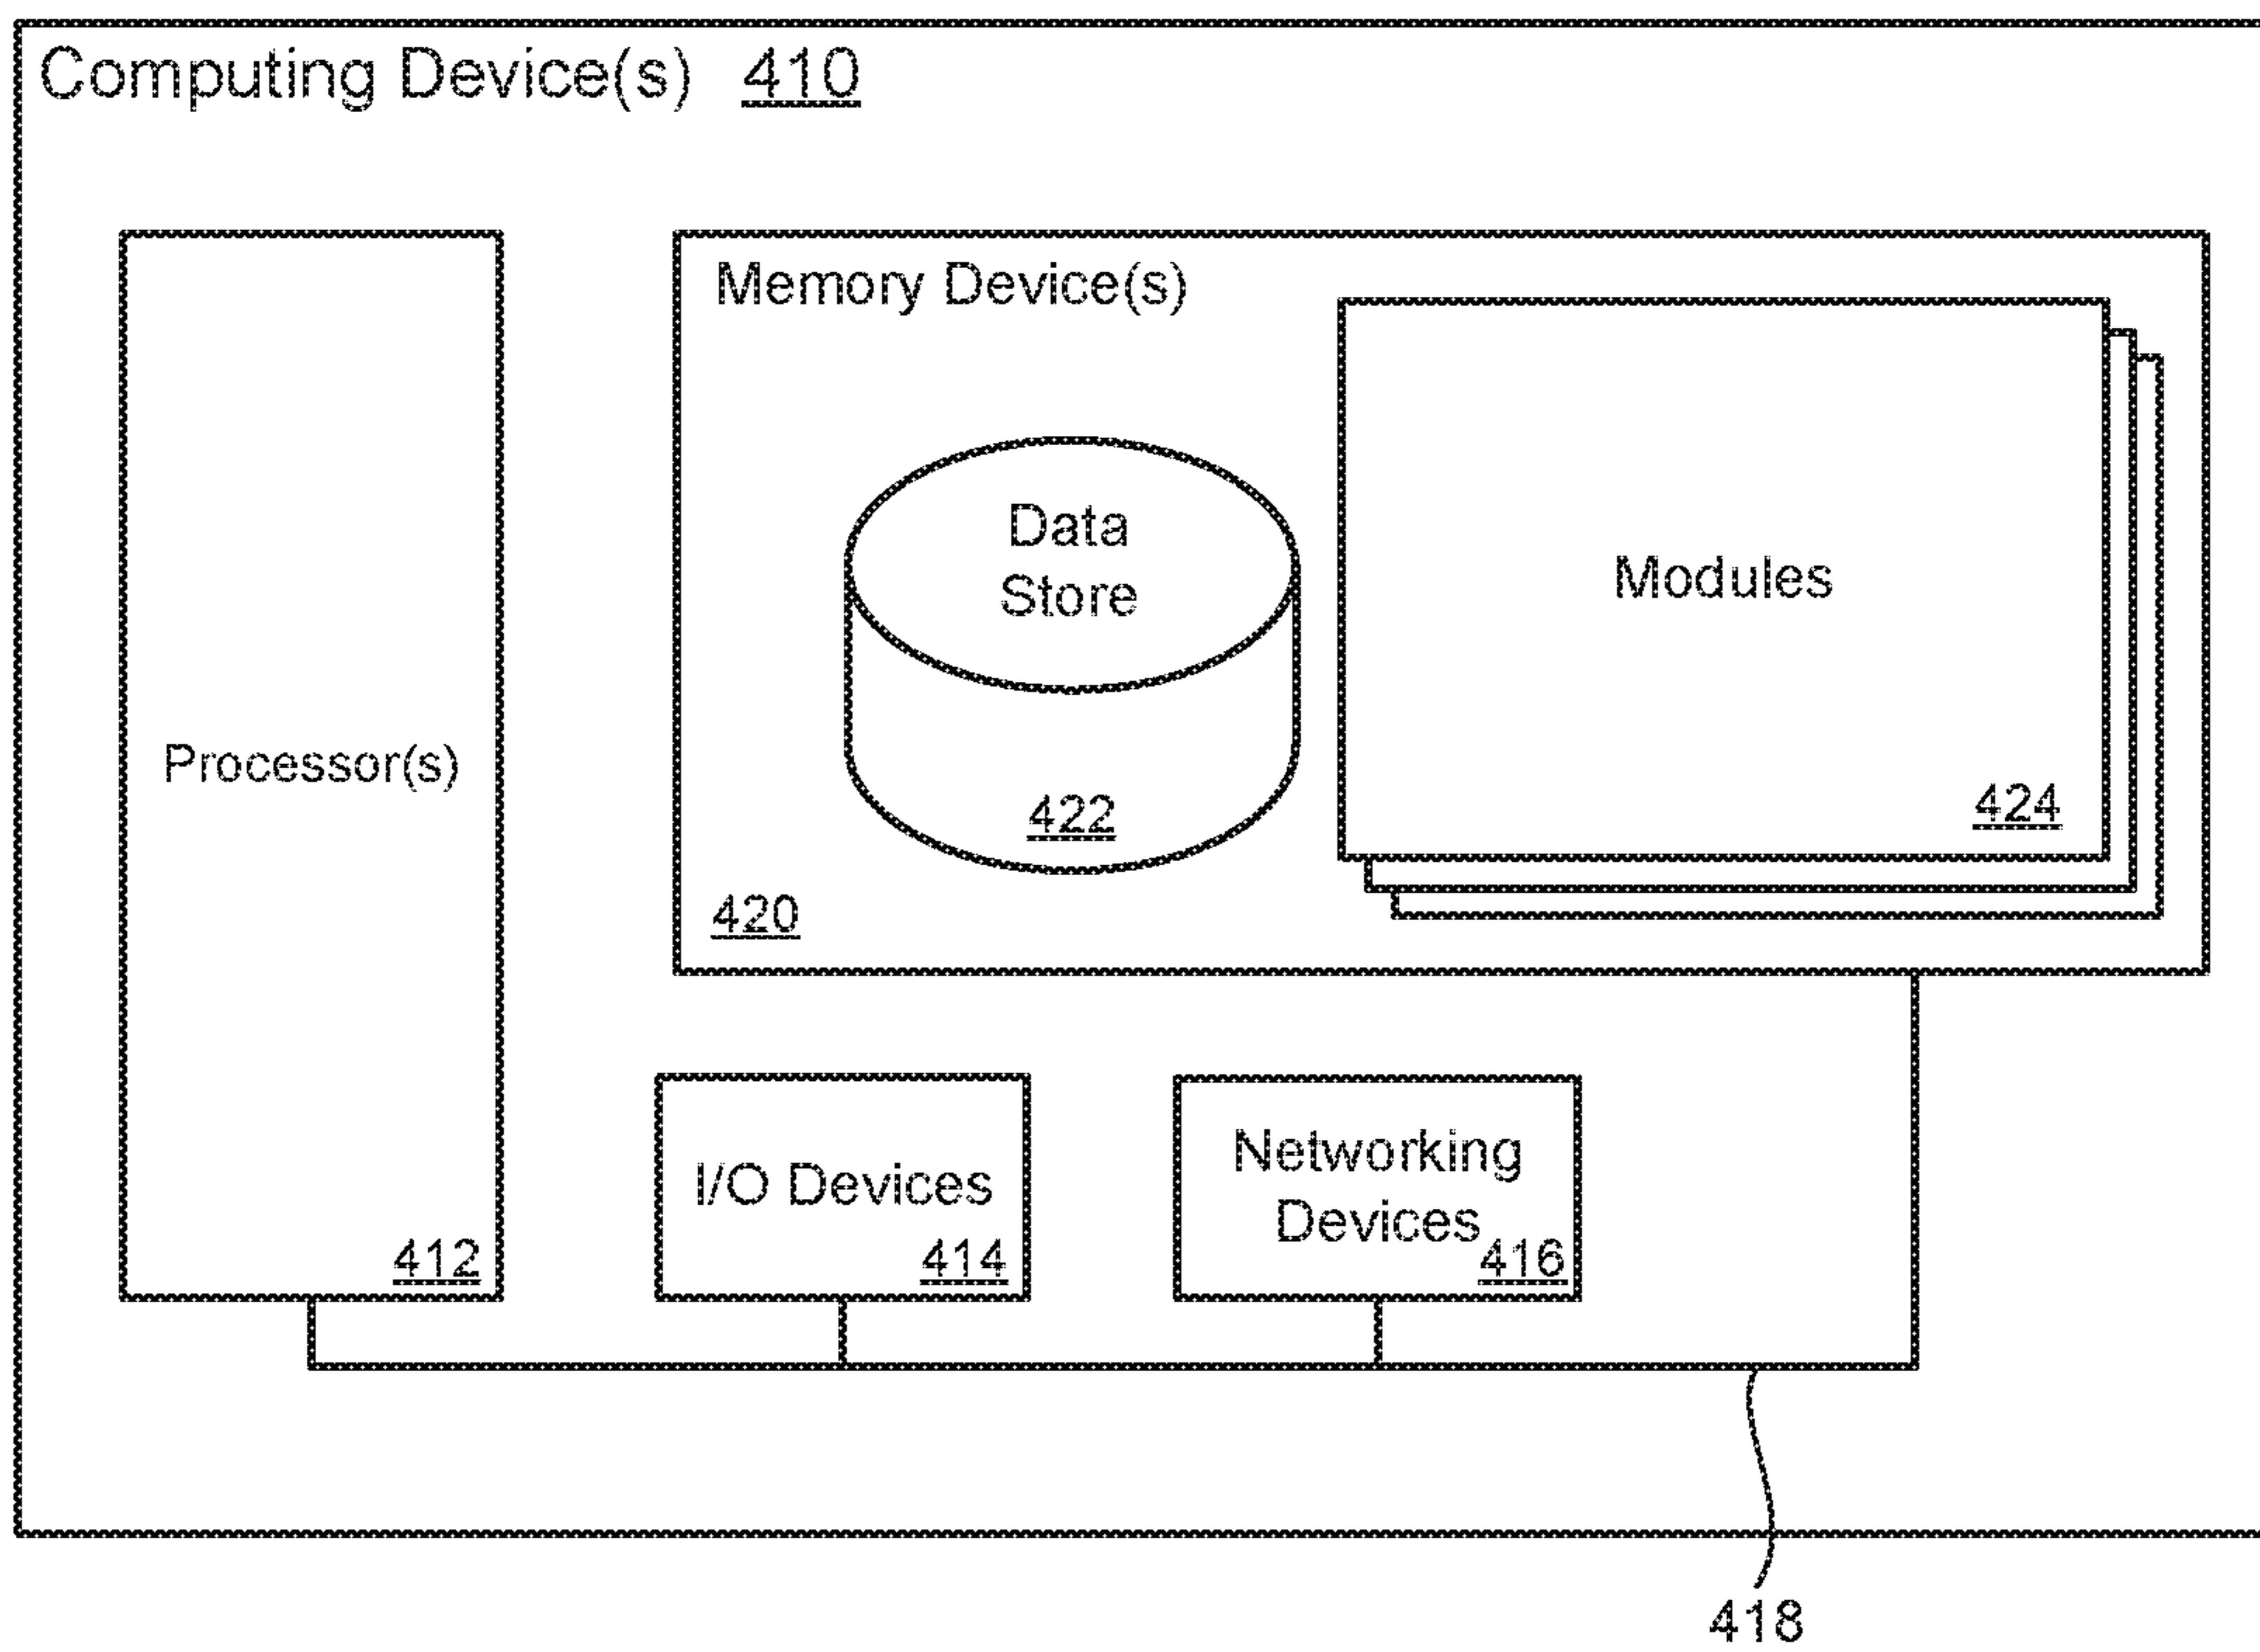 Computing Device(s) 410
Memory Device(s)
Data
Store
422
Modules
424
420
Processor(s)
412
I/O Devices
414
Networking
Devices
416
418